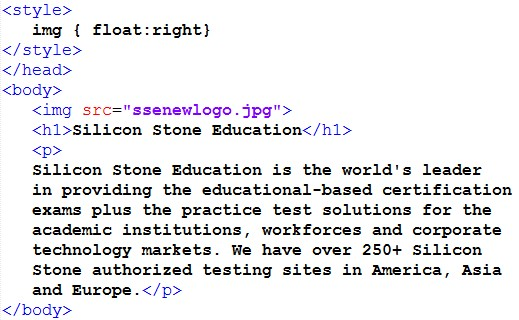 <style>
img { float:right}
</style>
</head>
<body>
<img src="ssenewlogo.jpg">
<h1>Silicon Stone Education</h1>
<p>
Silicon Stone Education is the world's leader
in providing the educational-based certification
exams plus the practice test solutions for the
academic institutions, workforces and corporate
technology markets. We have over 250+ Silicon
Stone authorized testing sites in America, Asia
and Europe.</p>
</body>